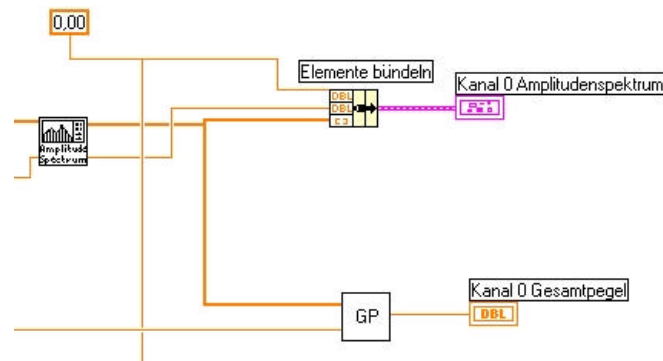 0,00
Elemente bündeln
Kanal 0 Amplitudenspektrum
DBL
DBL
Amplitude
Spectrum
Kanal 0 Gesamtpegel
GP
DBL